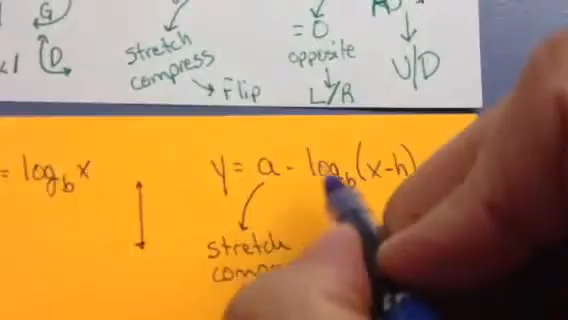 G
D
stretch
compress
Flip
= 0
opposite
L/R
U/D
= log_b x
y = a · log_b (x-h)
stretch